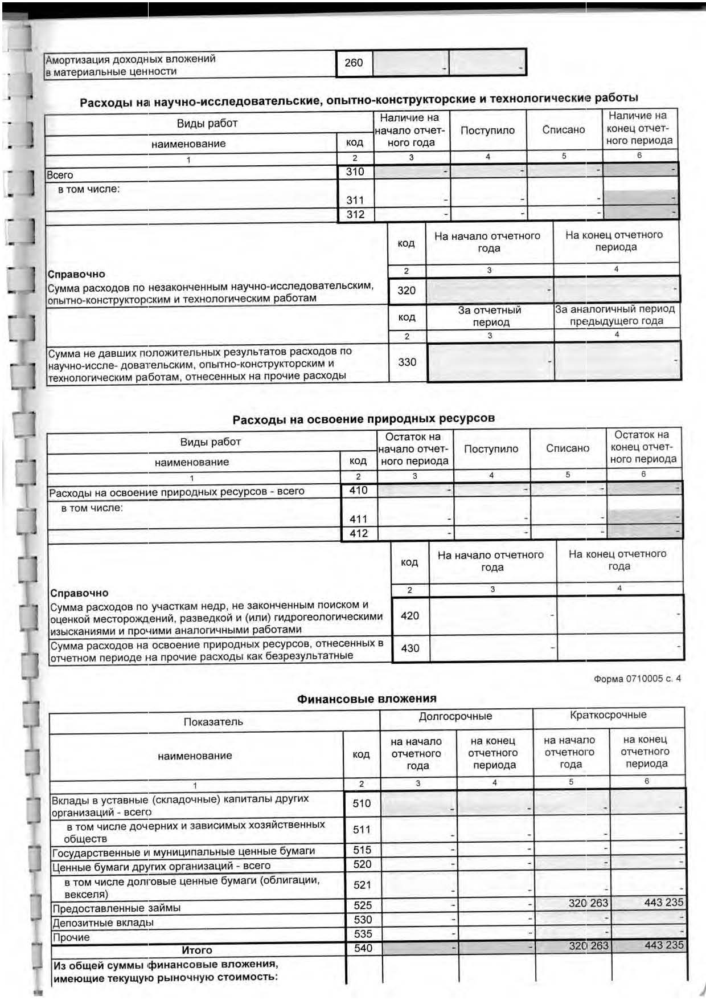 Амортизация доходных вложений
в материальные ценности 260 - -
Расходы на научно-исследовательские, опытно-конструкторские и технологические работы
Виды работ Наличие на начало отчет-ного года Поступило Списано Наличие на конец отчет-ного периода
наименование код
1 2 3 4 5 6
Всего 310 - - - -
в том числе:
311 - - - -
312 - - - -
код На начало отчетного года На конец отчетного периода
Справочно 2 3 4
Сумма расходов по незаконченным научно-исследовательским,
опытно-конструкторским и технологическим работам 320 - -
код За отчетный период За аналогичный период предыдущего года
2 3 4
Сумма не давших положительных результатов расходов по
научно-иссле- довательским, опытно-конструкторским и 330 - -
технологическим работам, отнесенных на прочие расходы
Расходы на освоение природных ресурсов
Виды работ Остаток на начало отчет-ного периода Поступило Списано Остаток на конец отчет-ного периода
наименование код
1 2 3 4 5 6
Расходы на освоение природных ресурсов - всего 410 - - - -
в том числе:
411 - - - -
412 - - - -
код На начало отчетного года На конец отчетного года
Справочно 2 3 4
Сумма расходов по участкам недр, не законченным поиском и
оценкой месторождений, разведкой и (или) гидрогеологическими 420 - -
изысканиями и прочими аналогичными работами
Сумма расходов на освоение природных ресурсов, отнесенных в 430 - -
отчетном периоде на прочие расходы как безрезультатные
Форма 0710005 с. 4
Финансовые вложения
Показатель Долгосрочные Краткосрочные
наименование код на начало отчетного года на конец отчетного периода на начало отчетного года на конец отчетного периода
1 2 3 4 5 6
Вклады в уставные (складочные) капиталы других
организаций - всего 510 - - - -
в том числе дочерних и зависимых хозяйственных
обществ 511 - - - -
Государственные и муниципальные ценные бумаги 515 - - - -
Ценные бумаги других организаций - всего 520 - - - -
в том числе долговые ценные бумаги (облигации,
векселя) 521 - - - -
Предоставленные займы 525 - - 320 263 443 235
Депозитные вклады 530 - - - -
Прочие 535 - - - -
Итого 540 - - 320 263 443 235
Из общей суммы финансовые вложения,
имеющие текущую рыночную стоимость: